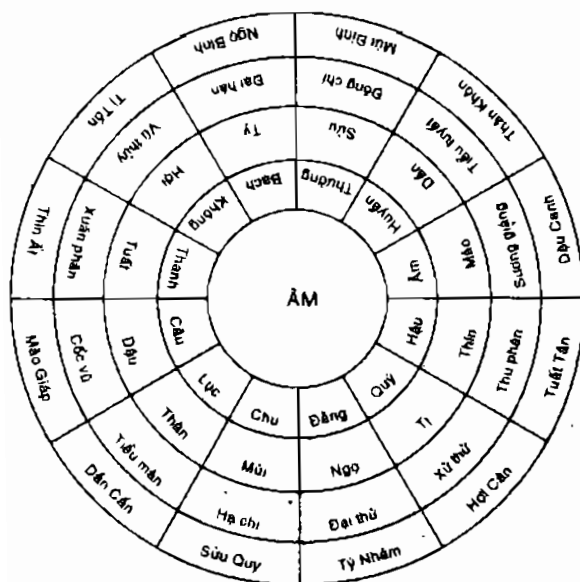 Ngọ Bính
Mùi Đinh
Thân Khôn
Dậu Canh
Tuất Tân
Hợi Càn
Tý Nhâm
Sửu Quý
Dần Cấn
Mão Giáp
Thìn Ất
Tị Tốn
Đại hàn
Đông chí
Tiểu tuyết
Sương giáng
Thu phân
Xử thử
Đại thử
Hạ chí
Tiểu mãn
Cốc vũ
Xuân phân
Vũ thủy
Tý
Sửu
Dần
Mão
Thìn
Tị
Ngọ
Mùi
Thân
Dậu
Tuất
Hợi
Bạch
Thường
Huyền
Âm
Hậu
Quý
Đằng
Chu
Lục
Câu
Thanh
Không
ÂM